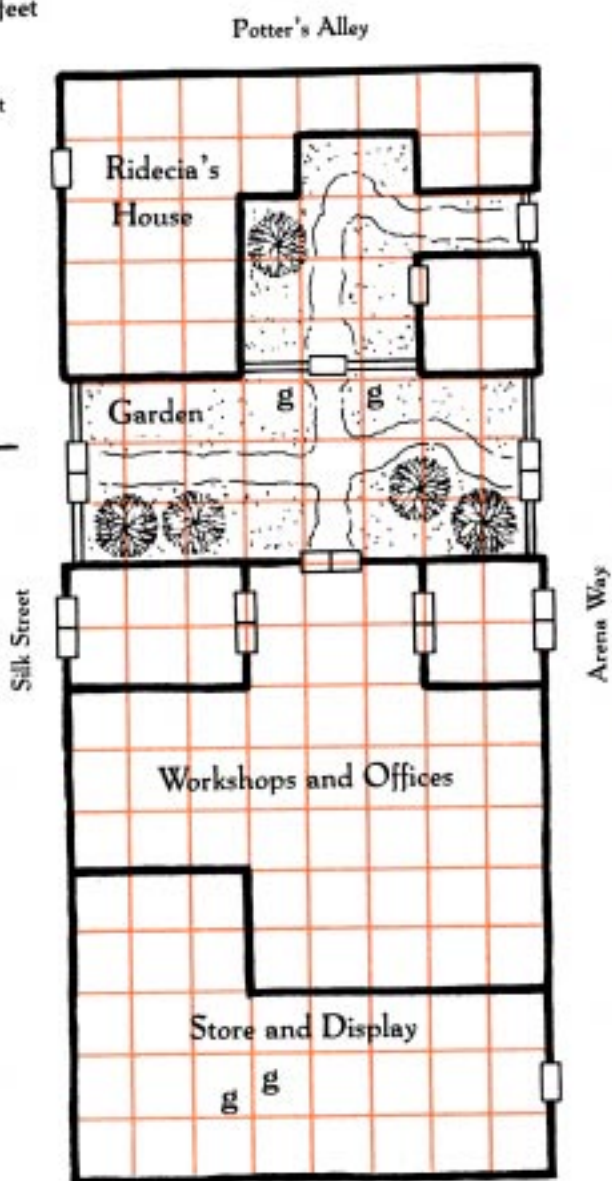 feet
Potter's Alley
t
Ridecia's
House
g g
Garden
Silk Street
Arena Way
Workshops and Offices
Store and Display
g g